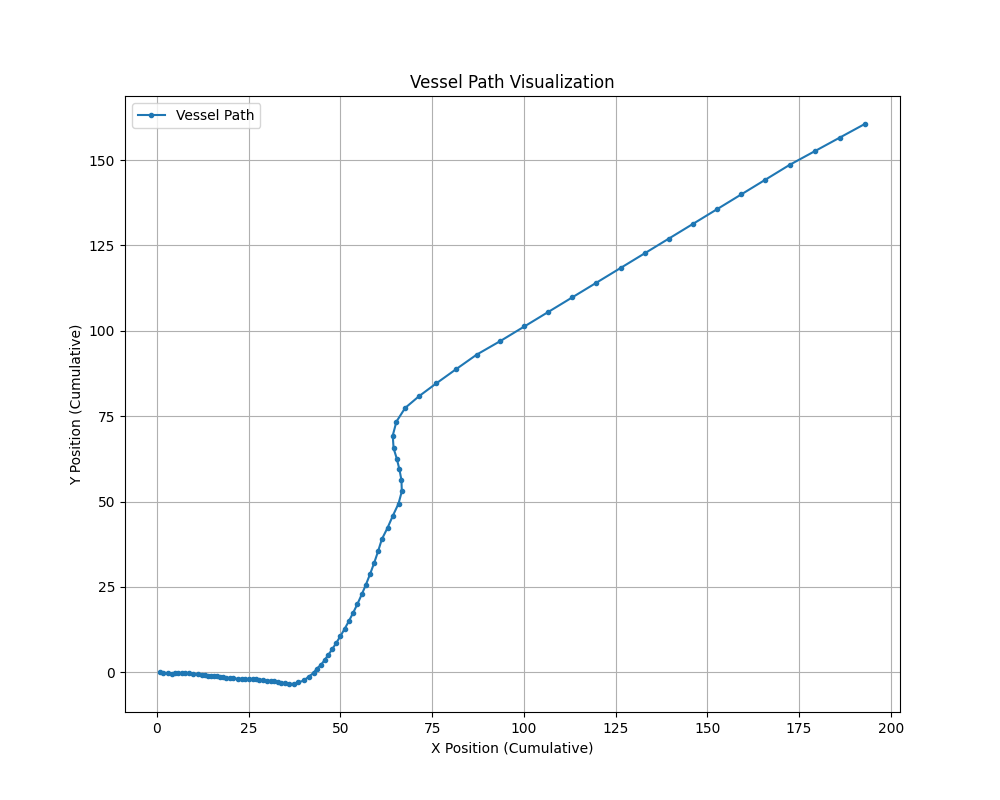 Vessel Path Visualization
Vessel Path
Y Position (Cumulative)
150
125
100
75
50
25
0
0 25 50 75 100 125 150 175 200
X Position (Cumulative)